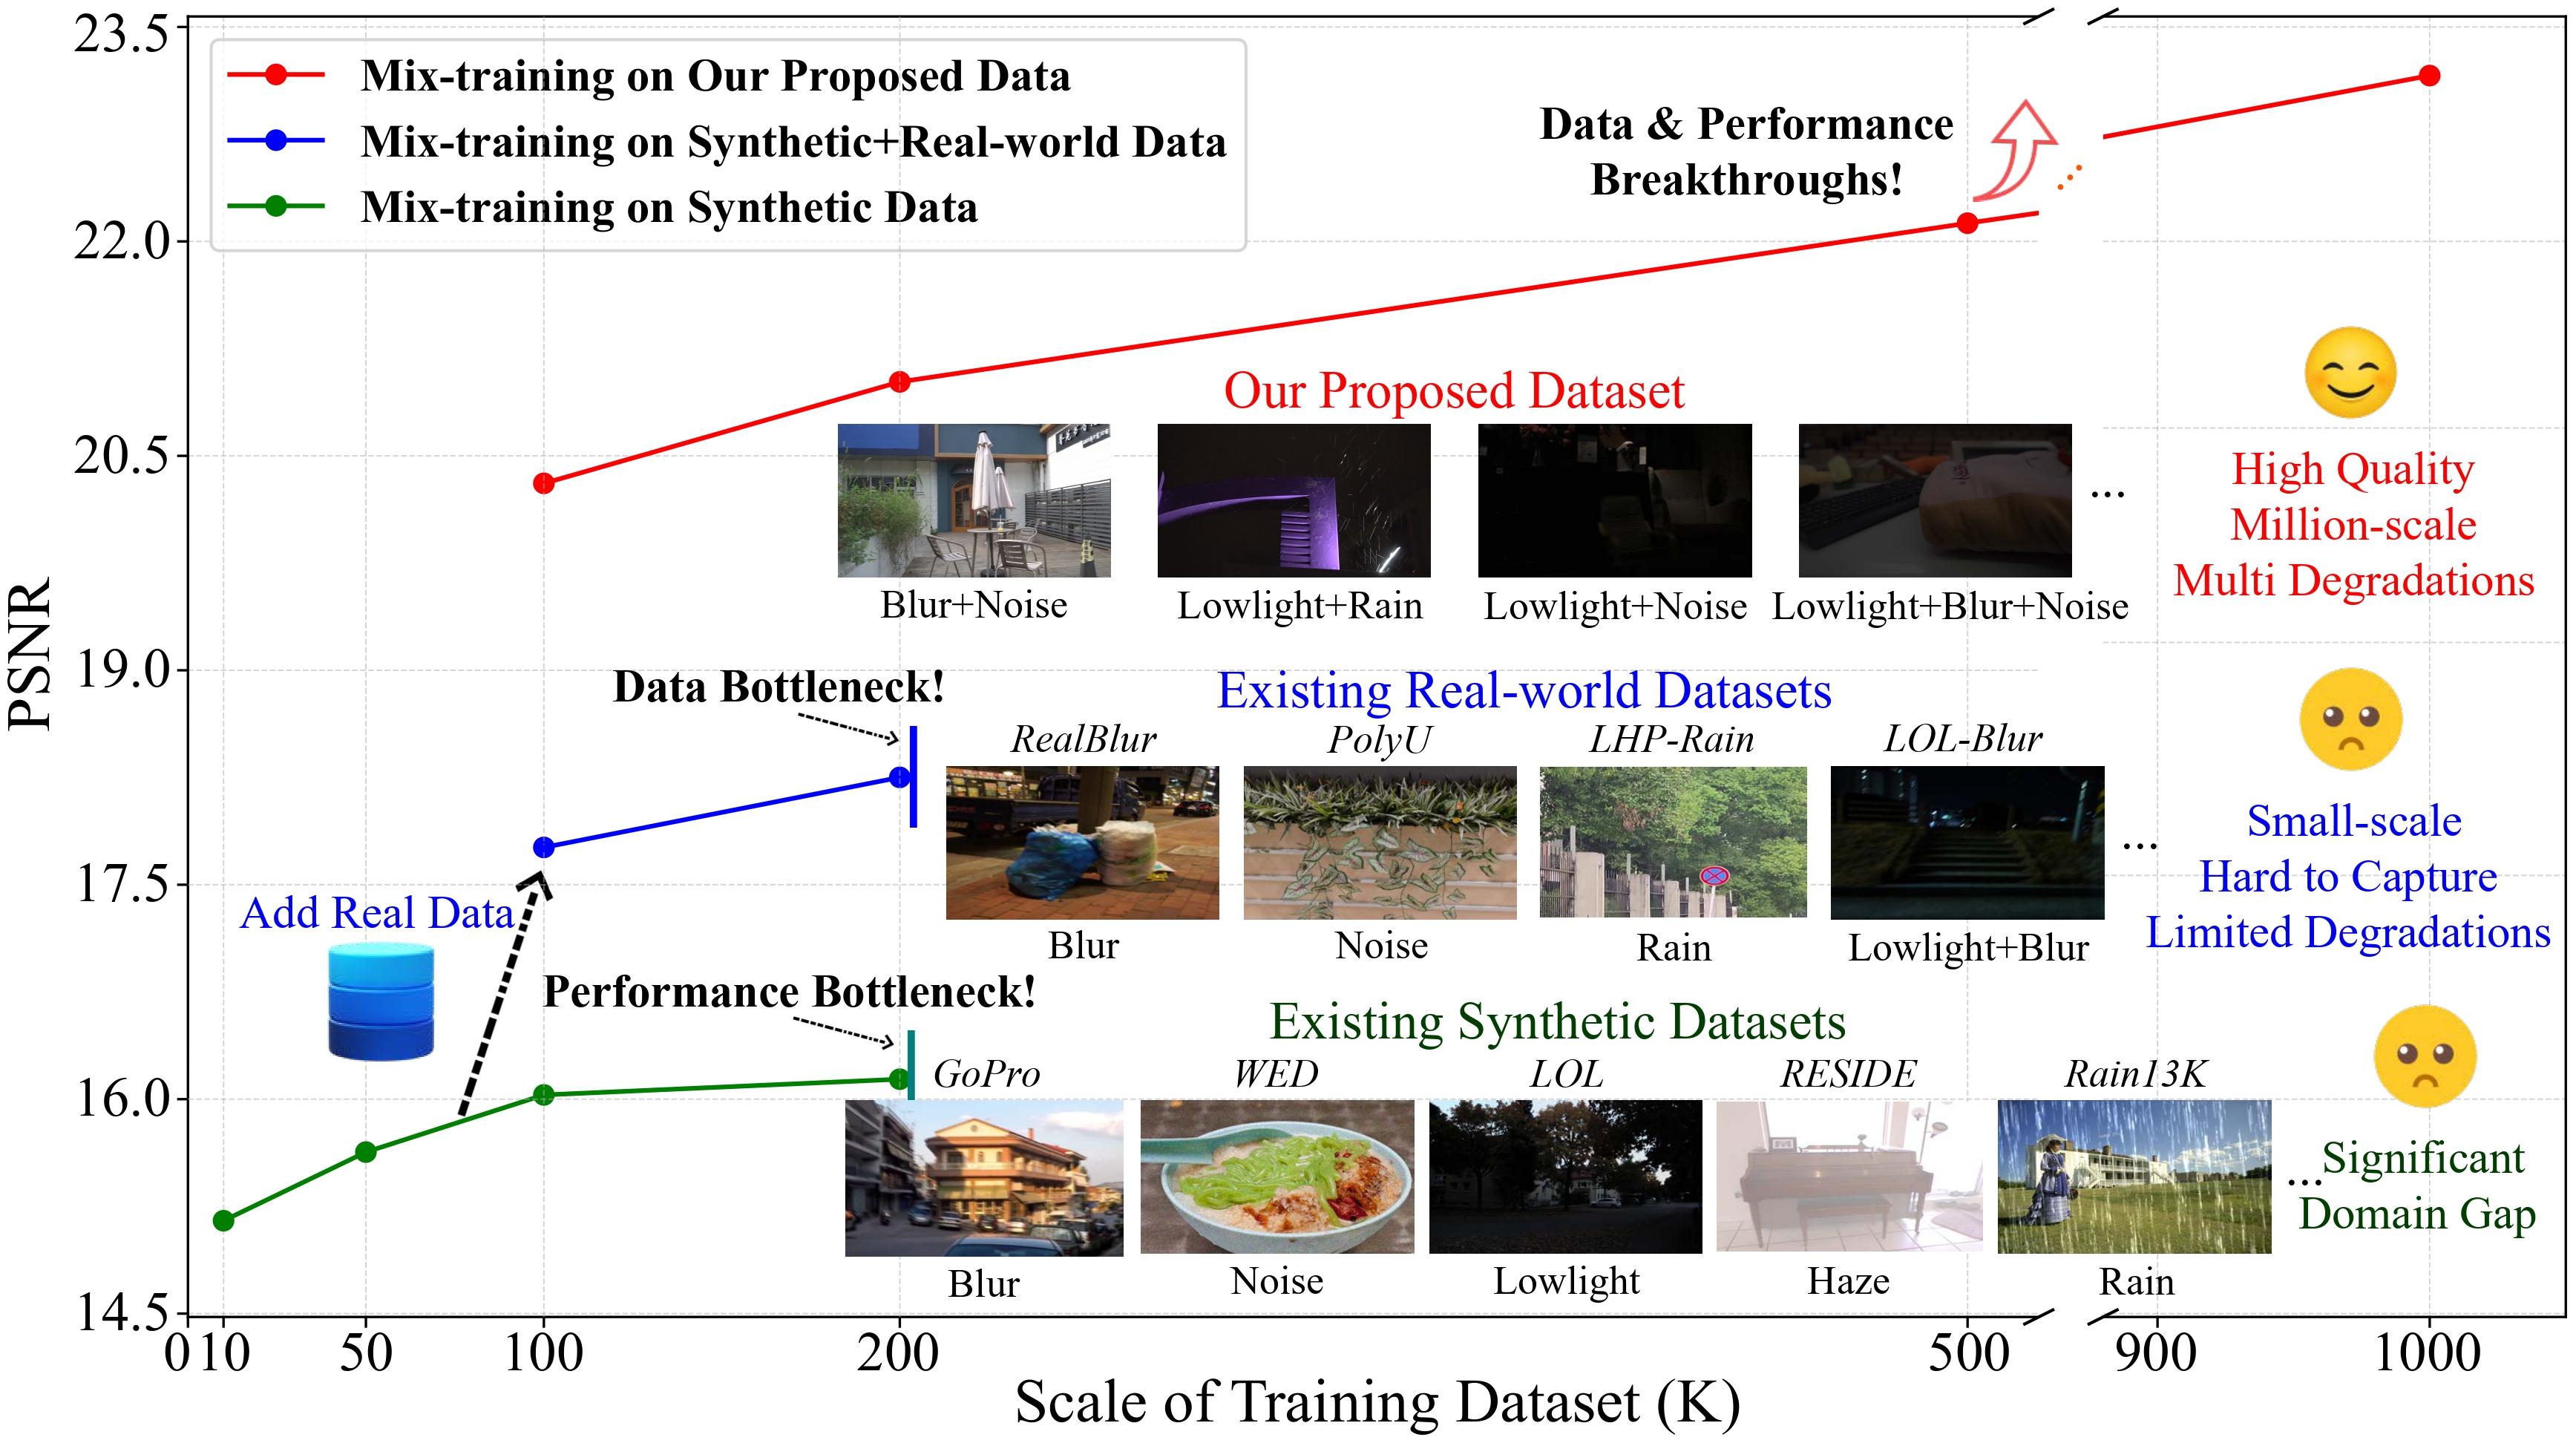 23.5
22.0
20.5
19.0
17.5
16.0
14.5
PSNR
Mix-training on Our Proposed Data
Mix-training on Synthetic+Real-world Data
Mix-training on Synthetic Data
Data & Performance
Breakthroughs!
Our Proposed Dataset
Blur+Noise
Lowlight+Rain
Lowlight+Noise
Lowlight+Blur+Noise
...
High Quality
Million-scale
Multi Degradations
Data Bottleneck!
Existing Real-world Datasets
RealBlur
PolyU
LHP-Rain
LOL-Blur
Blur
Noise
Rain
Lowlight+Blur
...
Small-scale
Hard to Capture
Limited Degradations
Add Real Data
Performance Bottleneck!
Existing Synthetic Datasets
GoPro
WED
LOL
RESIDE
Rain13K
Blur
Noise
Lowlight
Haze
Rain
...
Significant
Domain Gap
0 10 50 100 200 500 900 1000
Scale of Training Dataset (K)